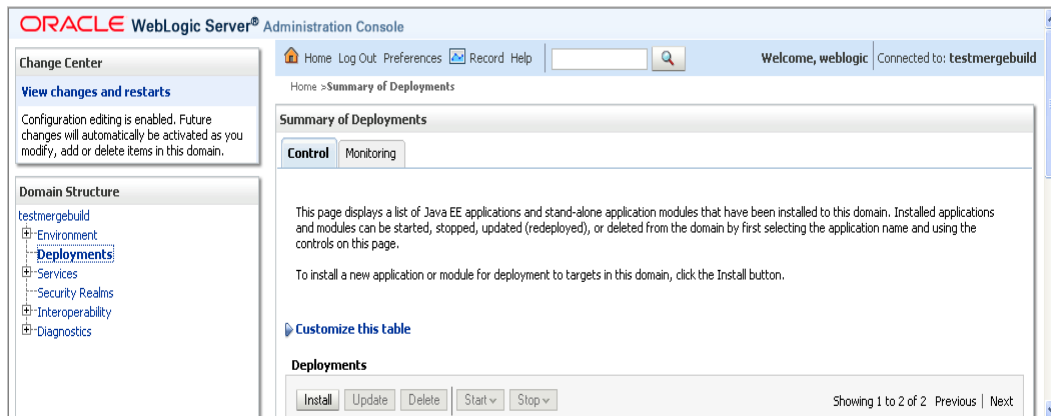 ORACLE WebLogic Server® Administration Console
Change Center
View changes and restarts
Configuration editing is enabled. Future
changes will automatically be activated as you
modify, add or delete items in this domain.
Domain Structure
testmergebuild
Environment
Deployments
Services
Security Realms
Interoperability
Diagnostics
Home Log Out Preferences Record Help
Welcome, weblogic Connected to: testmergebuild
Home >Summary of Deployments
Summary of Deployments
Control Monitoring
This page displays a list of Java EE applications and stand-alone application modules that have been installed to this domain. Installed applications
and modules can be started, stopped, updated (redeployed), or deleted from the domain by first selecting the application name and using the
controls on this page.
To install a new application or module for deployment to targets in this domain, click the Install button.
Customize this table
Deployments
Install Update Delete Start Stop Showing 1 to 2 of 2 Previous | Next